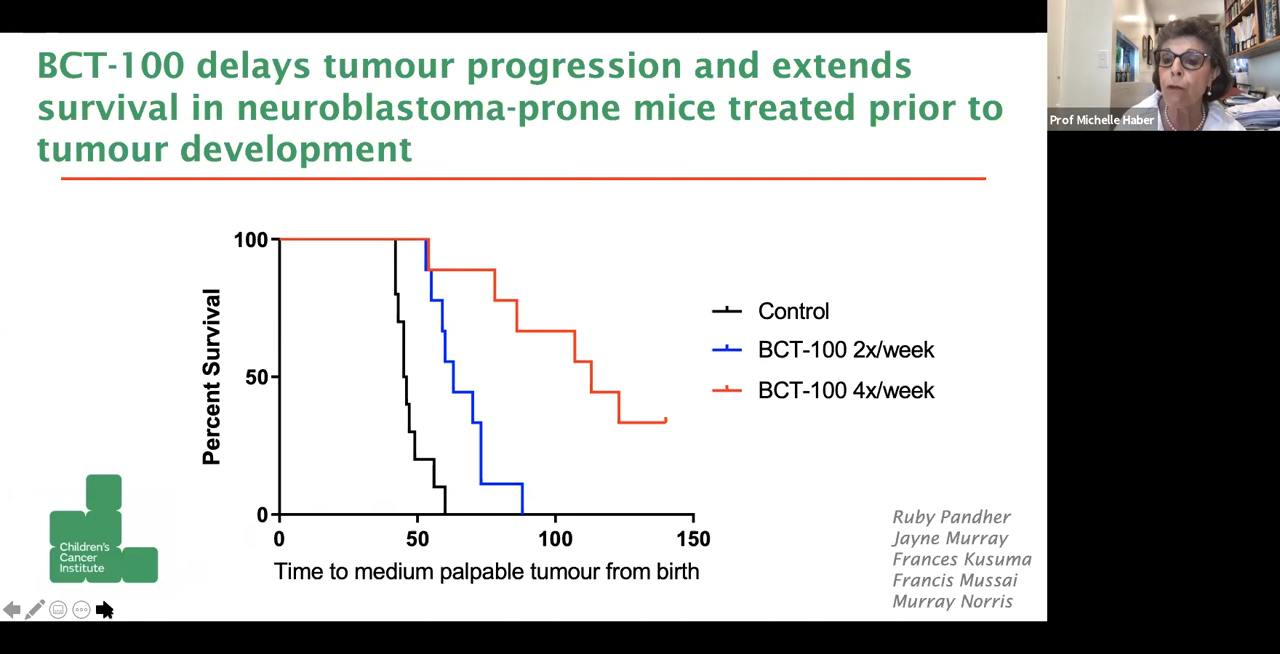 BCT-100 delays tumour progression and extends
survival in neuroblastoma-prone mice treated prior to
tumour development
Prof Michelle Haber
100
50
0
Percent Survival
0
50
100
150
Time to medium palpable tumour from birth
Control
BCT-100 2x/week
BCT-100 4x/week
Children's
Cancer
Institute
Ruby Pandher
Jayne Murray
Frances Kusuma
Francis Mussai
Murray Norris